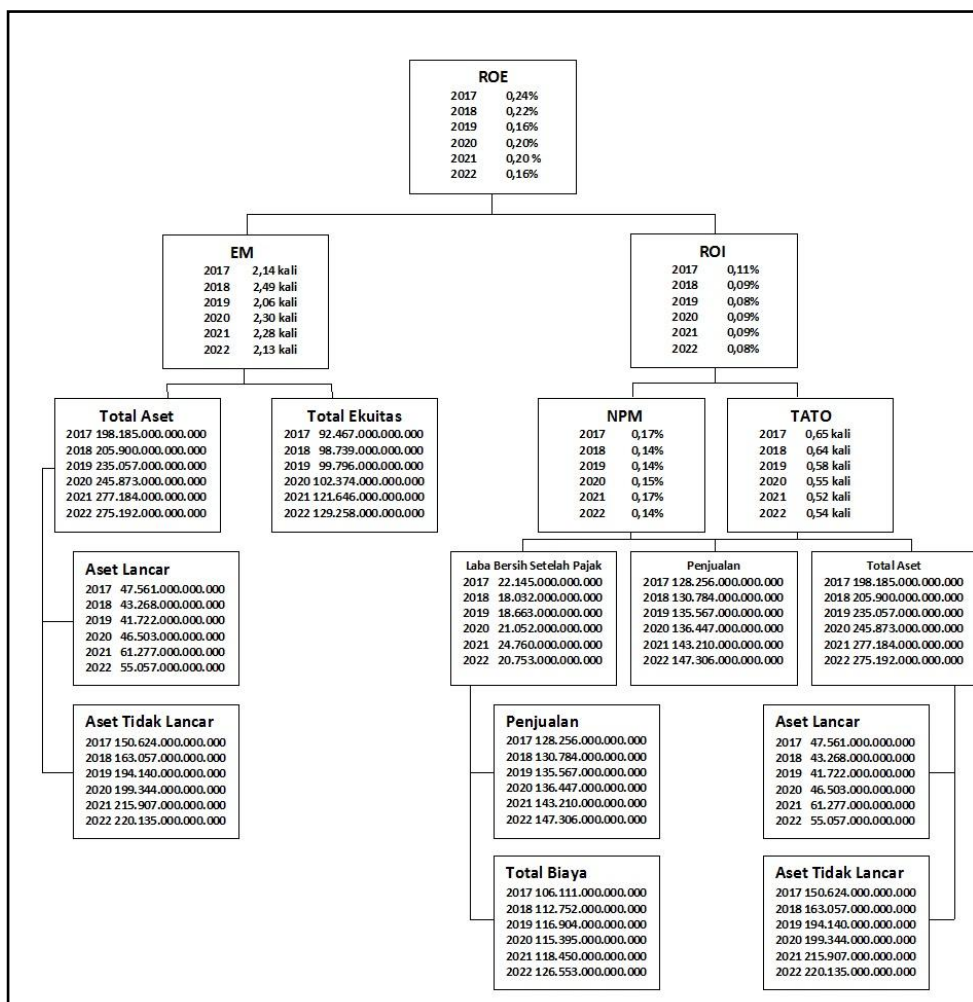 ROE
2017 0,24%
2018 0,22%
2019 0,16%
2020 0,20%
2021 0,20 %
2022 0,16%
EM
2017 2,14 kali
2018 2,49 kali
2019 2,06 kali
2020 2,30 kali
2021 2,28 kali
2022 2,13 kali
ROI
2017 0,11%
2018 0,09%
2019 0,08%
2020 0,09%
2021 0,09%
2022 0,08%
Total Aset
2017 198.185.000.000.000
2018 205.900.000.000.000
2019 235.057.000.000.000
2020 245.873.000.000.000
2021 277.184.000.000.000
2022 275.192.000.000.000
Total Ekuitas
2017 92.467.000.000.000
2018 98.739.000.000.000
2019 99.796.000.000.000
2020 102.374.000.000.000
2021 121.646.000.000.000
2022 129.258.000.000.000
NPM
2017 0,17%
2018 0,14%
2019 0,14%
2020 0,15%
2021 0,17%
2022 0,14%
TATO
2017 0,65 kali
2018 0,64 kali
2019 0,58 kali
2020 0,55 kali
2021 0,52 kali
2022 0,54 kali
Aset Lancar
2017 47.561.000.000.000
2018 43.268.000.000.000
2019 41.722.000.000.000
2020 46.503.000.000.000
2021 61.277.000.000.000
2022 55.057.000.000.000
Laba Bersih Setelah Pajak
2017 22.145.000.000.000
2018 18.032.000.000.000
2019 18.663.000.000.000
2020 21.052.000.000.000
2021 24.760.000.000.000
2022 20.753.000.000.000
Penjualan
2017 128.256.000.000.000
2018 130.784.000.000.000
2019 135.567.000.000.000
2020 136.447.000.000.000
2021 143.210.000.000.000
2022 147.306.000.000.000
Total Aset
2017 198.185.000.000.000
2018 205.900.000.000.000
2019 235.057.000.000.000
2020 245.873.000.000.000
2021 277.184.000.000.000
2022 275.192.000.000.000
Aset Tidak Lancar
2017 150.624.000.000.000
2018 163.057.000.000.000
2019 194.140.000.000.000
2020 199.344.000.000.000
2021 215.907.000.000.000
2022 220.135.000.000.000
Penjualan
2017 128.256.000.000.000
2018 130.784.000.000.000
2019 135.567.000.000.000
2020 136.447.000.000.000
2021 143.210.000.000.000
2022 147.306.000.000.000
Aset Lancar
2017 47.561.000.000.000
2018 43.268.000.000.000
2019 41.722.000.000.000
2020 46.503.000.000.000
2021 61.277.000.000.000
2022 55.057.000.000.000
Total Biaya
2017 106.111.000.000.000
2018 112.752.000.000.000
2019 116.904.000.000.000
2020 115.395.000.000.000
2021 118.450.000.000.000
2022 126.553.000.000.000
Aset Tidak Lancar
2017 150.624.000.000.000
2018 163.057.000.000.000
2019 194.140.000.000.000
2020 199.344.000.000.000
2021 215.907.000.000.000
2022 220.135.000.000.000